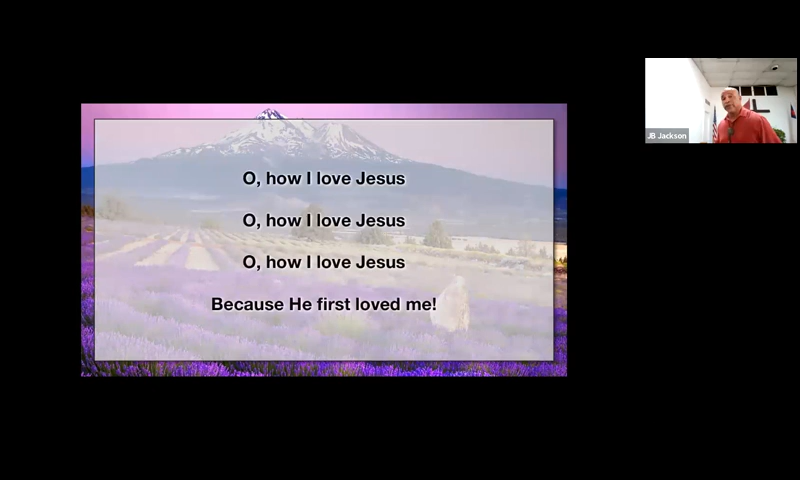 O, how I love Jesus
O, how I love Jesus
O, how I love Jesus
Because He first loved me!
JB Jackson